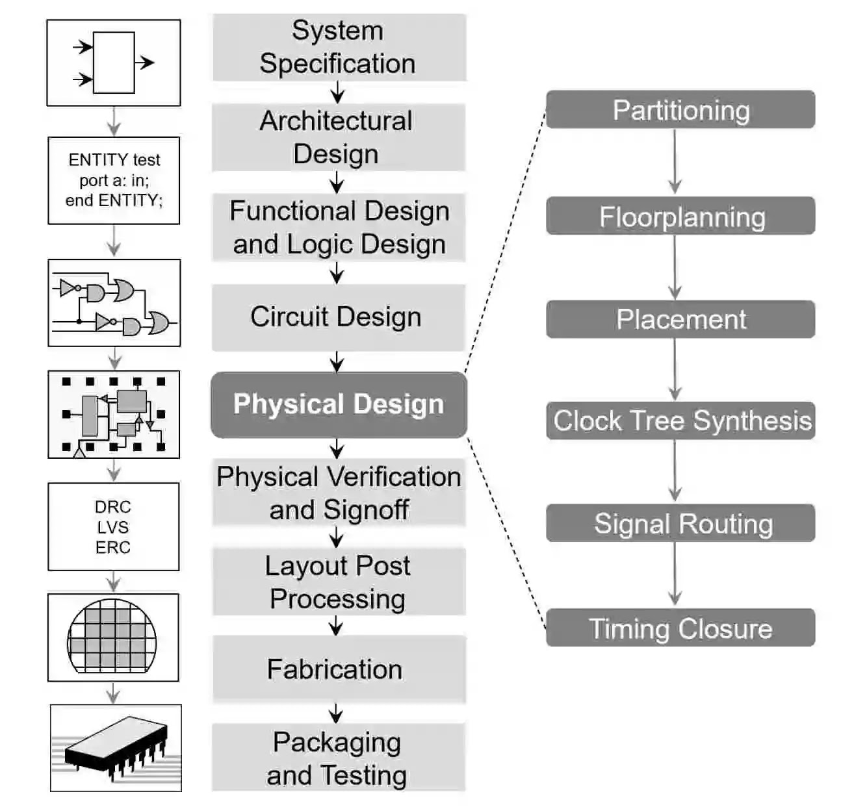 ENTITY test
port a: in;
end ENTITY;
DRC
LVS
ERC
System
Specification
Architectural
Design
Functional Design
and Logic Design
Circuit Design
Physical Design
Physical Verification
and Signoff
Layout Post
Processing
Fabrication
Packaging
and Testing
Partitioning
Floorplanning
Placement
Clock Tree Synthesis
Signal Routing
Timing Closure